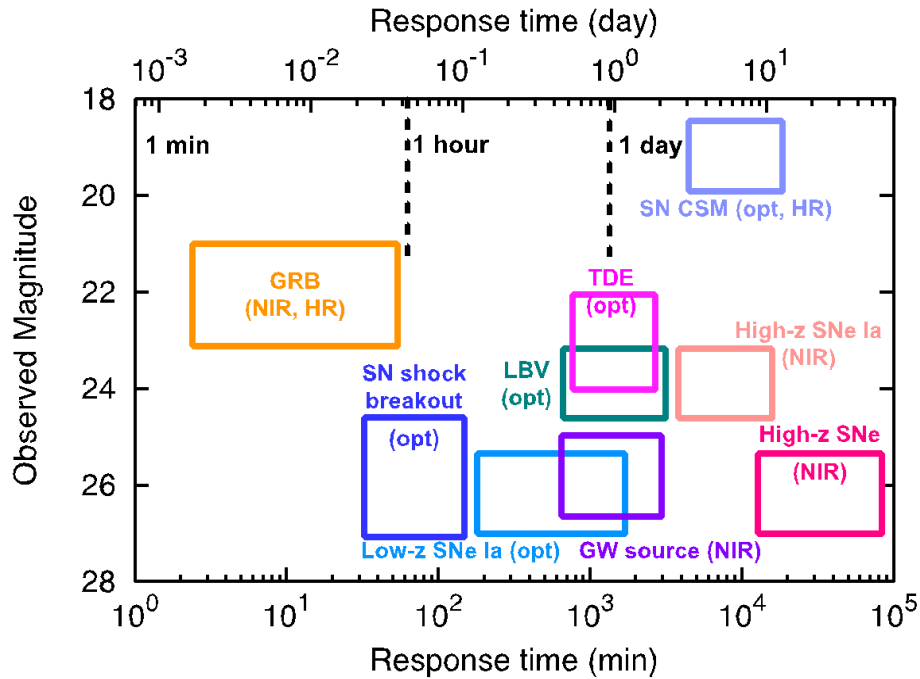 Response time (day)
10⁻³ 10⁻² 10⁻¹ 10⁰ 10¹
18
1 min
1 hour
1 day
20
SN CSM (opt, HR)
GRB
(NIR, HR)
22
TDE
(opt)
High-z SNe Ia
(NIR)
24
SN shock
breakout
(opt)
LBV
(opt)
High-z SNe
(NIR)
26
Low-z SNe Ia (opt)
GW source (NIR)
28
Observed Magnitude
10⁰ 10¹ 10² 10³ 10⁴ 10⁵
Response time (min)